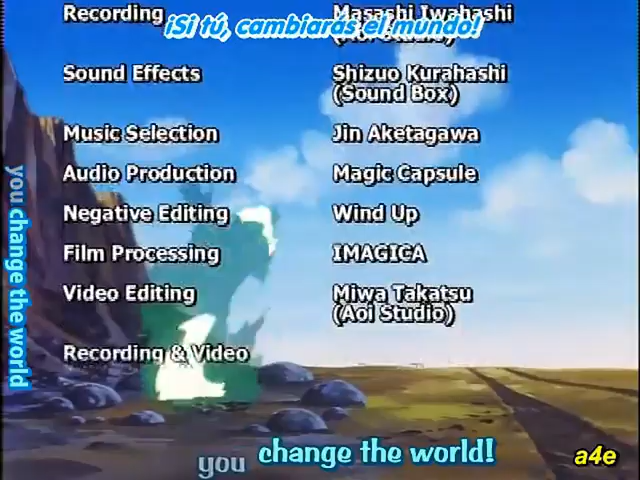 Recording Masashi Iwahashi
¡Si tú, cambiarás el mundo!
Sound Effects Shizuo Kurahashi
(Sound Box)
Music Selection Jin Aketagawa
Audio Production Magic Capsule
Negative Editing Wind Up
Film Processing IMAGICA
Video Editing Miwa Takatsu
(Aoi Studio)
Recording & Video
you change the world
you change the world!
a4e